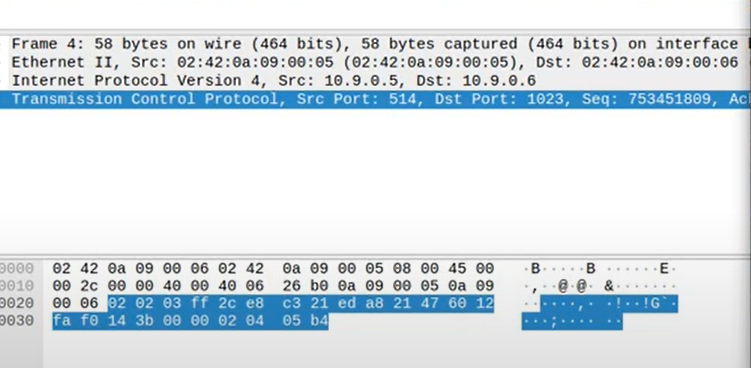 Frame 4: 58 bytes on wire (464 bits), 58 bytes captured (464 bits) on interface
Ethernet II, Src: 02:42:0a:09:00:05 (02:42:0a:09:00:05), Dst: 02:42:0a:09:00:06
Internet Protocol Version 4, Src: 10.9.0.5, Dst: 10.9.0.6
Transmission Control Protocol, Src Port: 514, Dst Port: 1023, Seq: 753451809, Ac
0000 02 42 0a 09 00 06 02 42 0a 09 00 05 08 00 45 00 ·B·····B ······E·
0010 00 2c 00 00 40 00 40 06 26 b0 0a 09 00 05 0a 09 ·,··@·@· &·······
0020 00 06 02 02 03 ff 2c e8 c3 21 ed a8 21 47 60 12 ······,· ·!··!G`·
0030 fa f0 14 3b 00 00 02 04 05 b4 ···;···· ··